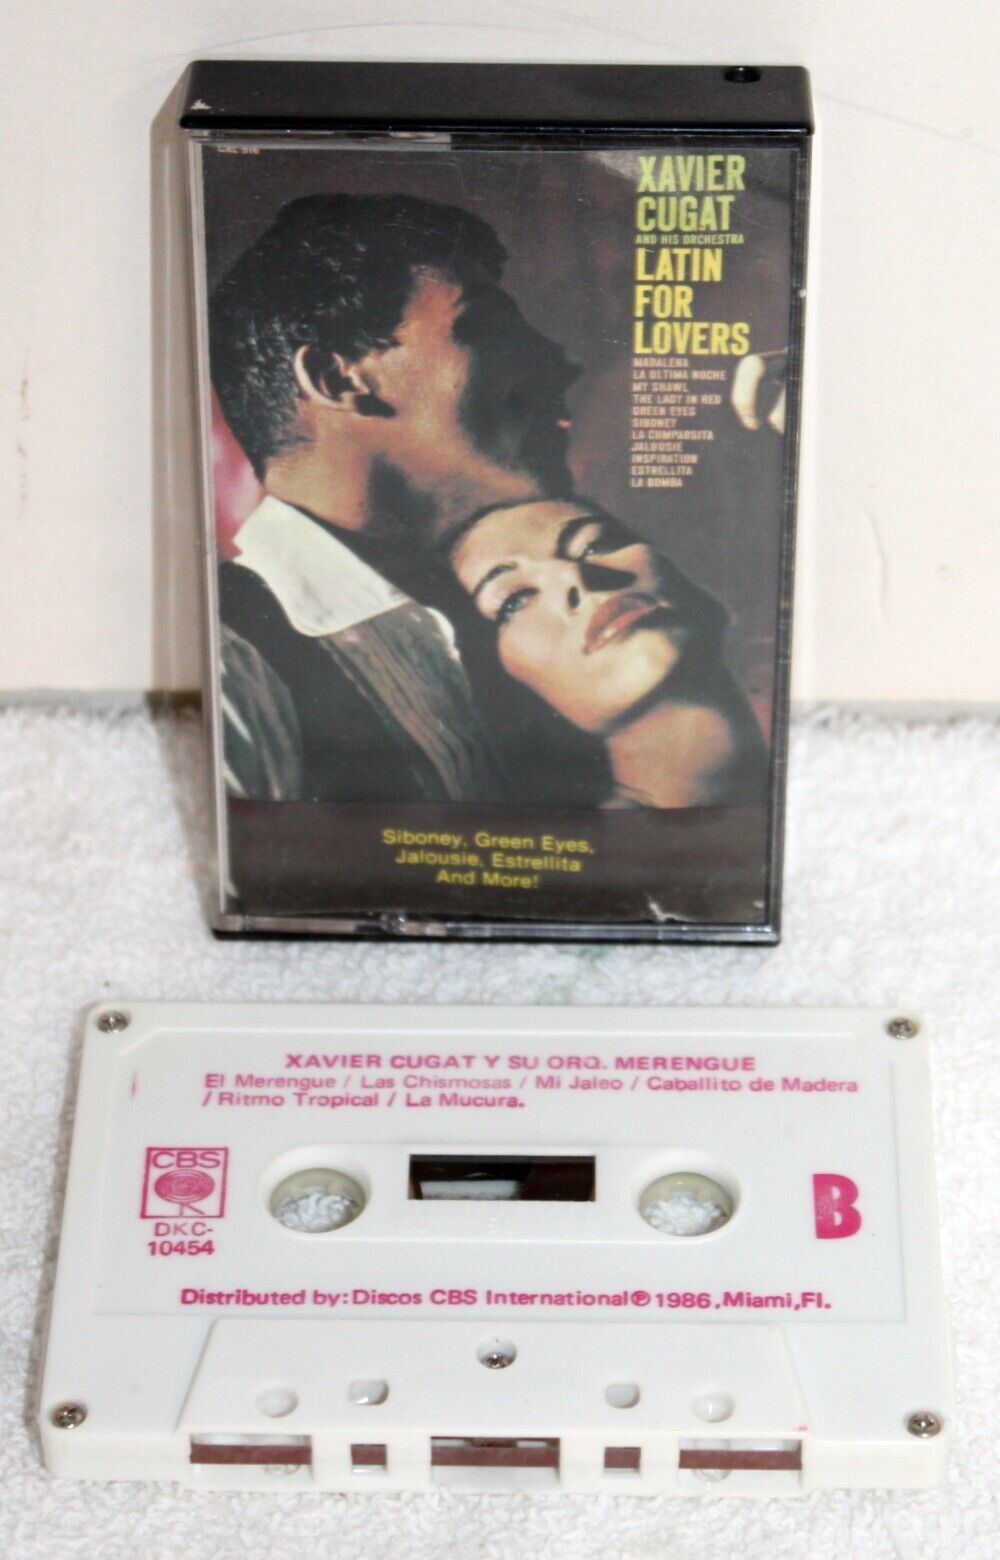 CAL 516
XAVIER
CUGAT
AND HIS ORCHESTRA
LATIN
FOR
LOVERS
MADALENA
LA ULTIMA NOCHE
MY SHAWL
THE LADY IN RED
GREEN EYES
SIBONEY
LA CUMPARSITA
JALOUSIE
INSPIRATION
ESTRELLITA
LA BOMBA
Siboney, Green Eyes,
Jalousie, Estrellita
And More!
XAVIER CUGAT Y SU ORQ. MERENGUE
El Merengue / Las Chismosas / Mi Jaleo / Caballito de Madera
/ Ritmo Tropical / La Mucura.
CBS
B
DKC-
10454
Distributed by: Discos CBS International ℗ 1986, Miami, Fl.